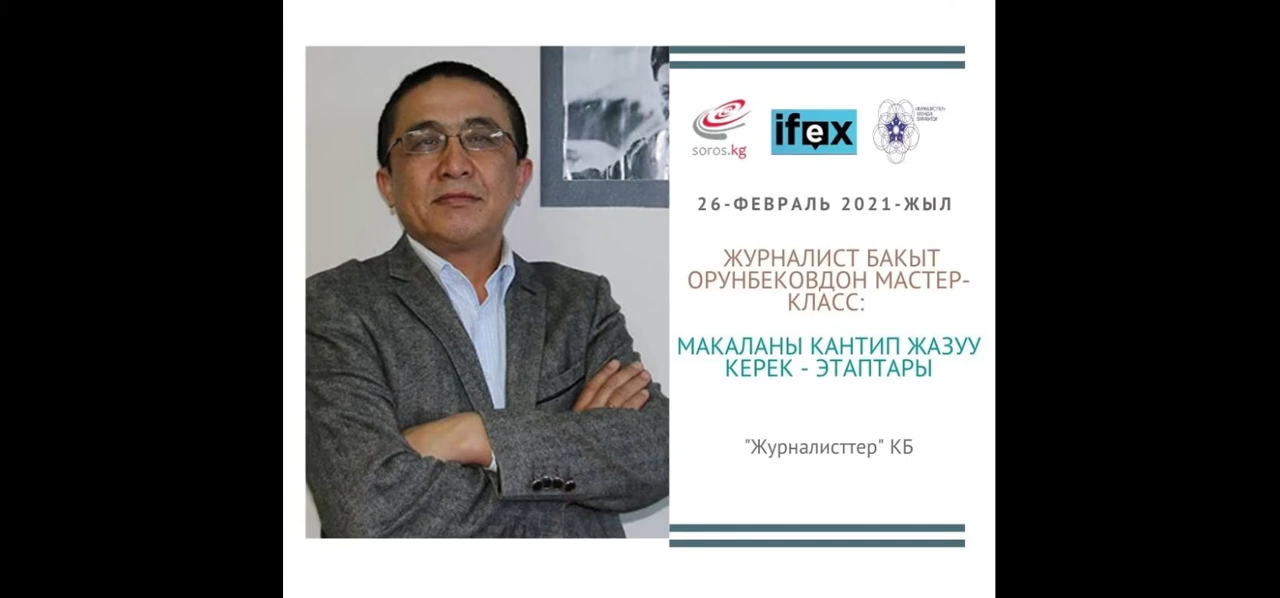 soros.kg
ifex
26-ФЕВРАЛЬ 2021-ЖЫЛ
ЖУРНАЛИСТ БАКЫТ
ОРУНБЕКОВДОН МАСТЕР-
КЛАСС:
МАКАЛАНЫ КАНТИП ЖАЗУУ
КЕРЕК - ЭТАПТАРЫ
"Журналисттер" КБ